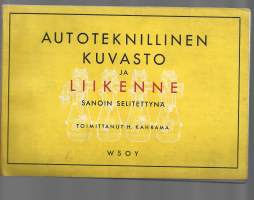 AUTOTEKNILLINEN
KUVASTO
JA
LIIKENNE
SANOIN SELITETTYNÄ
TOIMITTANUT H. KAHRAMA
WSOY